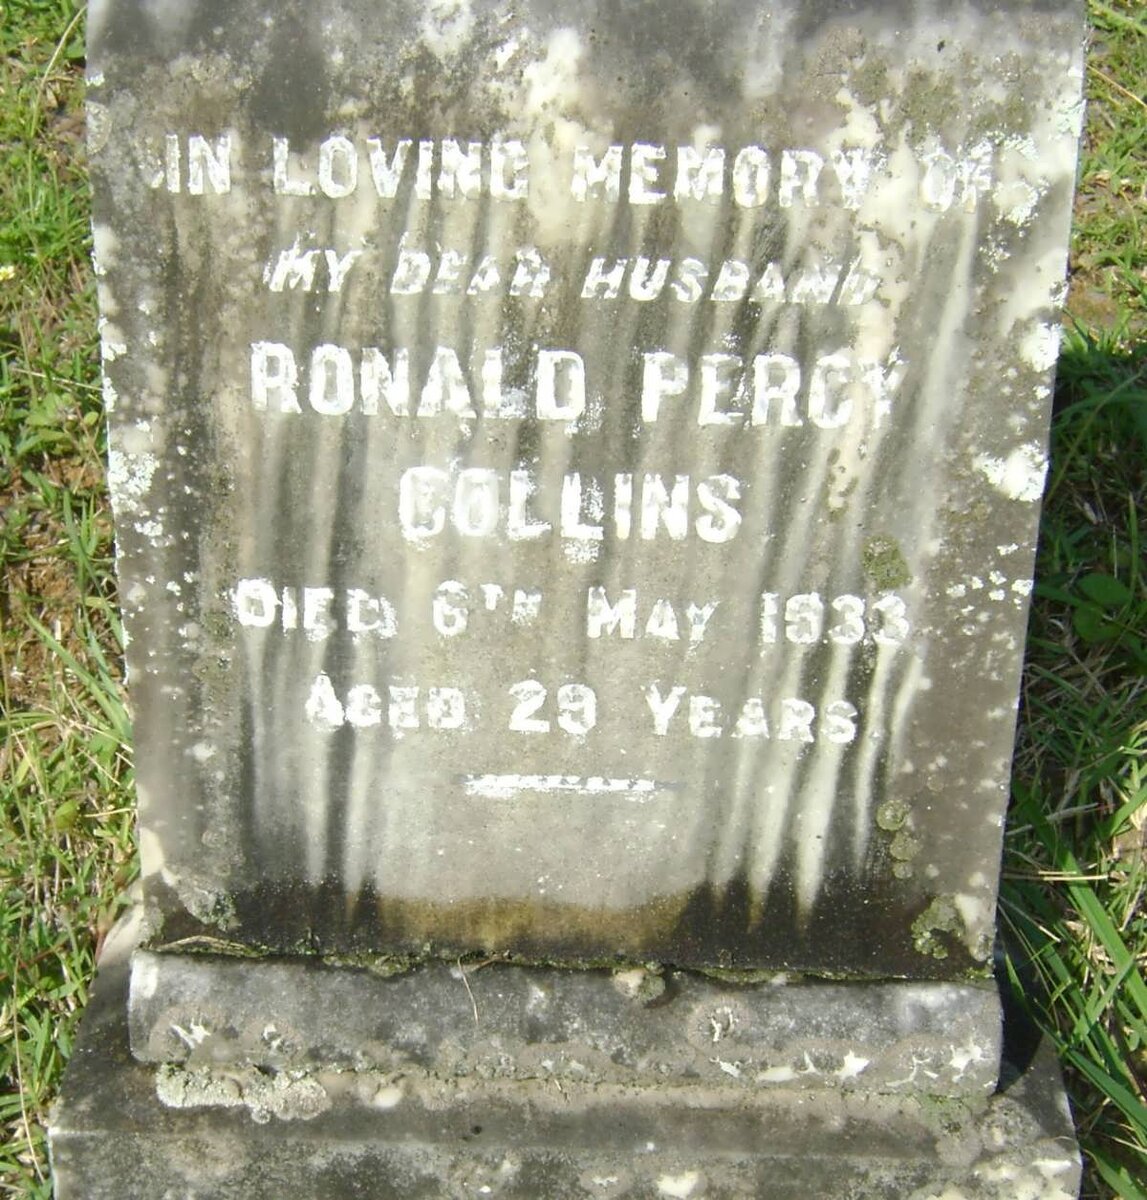 IN LOVING MEMORY OF
MY DEAR HUSBAND
RONALD PERCY
COLLINS
DIED 6TH MAY 1933
AGED 29 YEARS